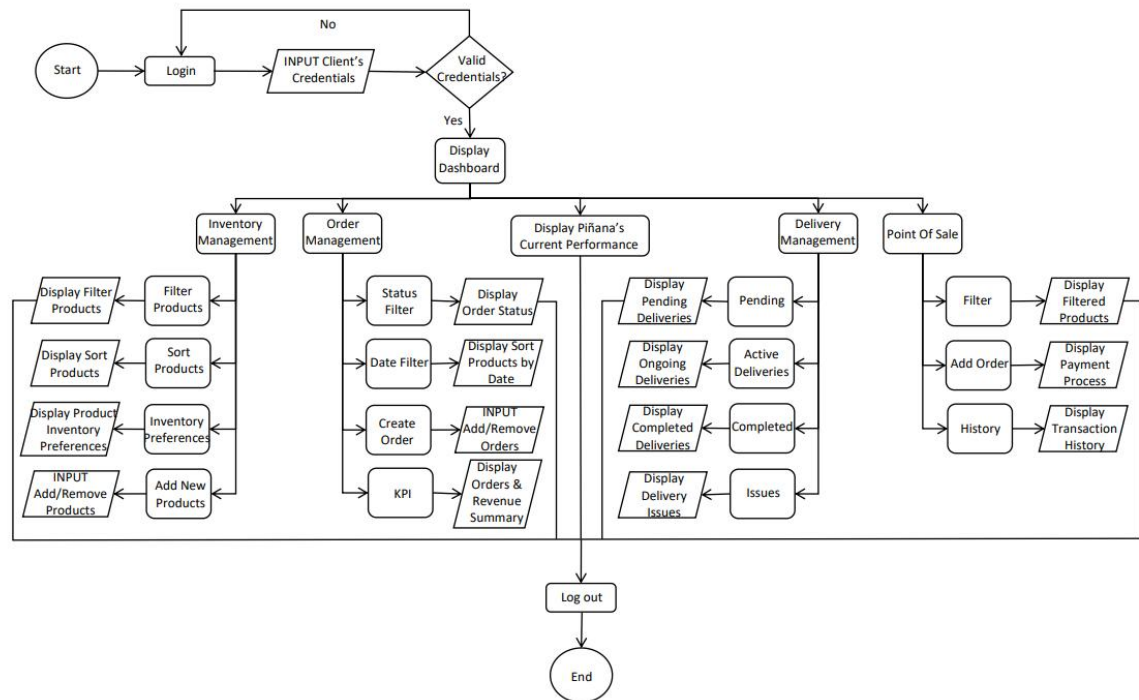 No
Start
Login
INPUT Client's
Credentials
Valid
Credentials?
Yes
Display
Dashboard
Inventory
Management
Order
Management
Display Piñana's
Current Performance
Delivery
Management
Point Of Sale
Display Filter
Products
Filter
Products
Status
Filter
Display
Order Status
Display
Pending
Deliveries
Pending
Filter
Display
Filtered
Products
Display Sort
Products
Sort
Products
Date Filter
Display Sort
Products by
Date
Display
Ongoing
Deliveries
Active
Deliveries
Add Order
Display
Payment
Process
Display Product
Inventory
Preferences
Inventory
Preferences
Create
Order
INPUT
Add/Remove
Orders
Display
Completed
Deliveries
Completed
History
Display
Transaction
History
INPUT
Add/Remove
Products
Add New
Products
KPI
Display
Orders &
Revenue
Summary
Display
Delivery
Issues
Issues
Log out
End